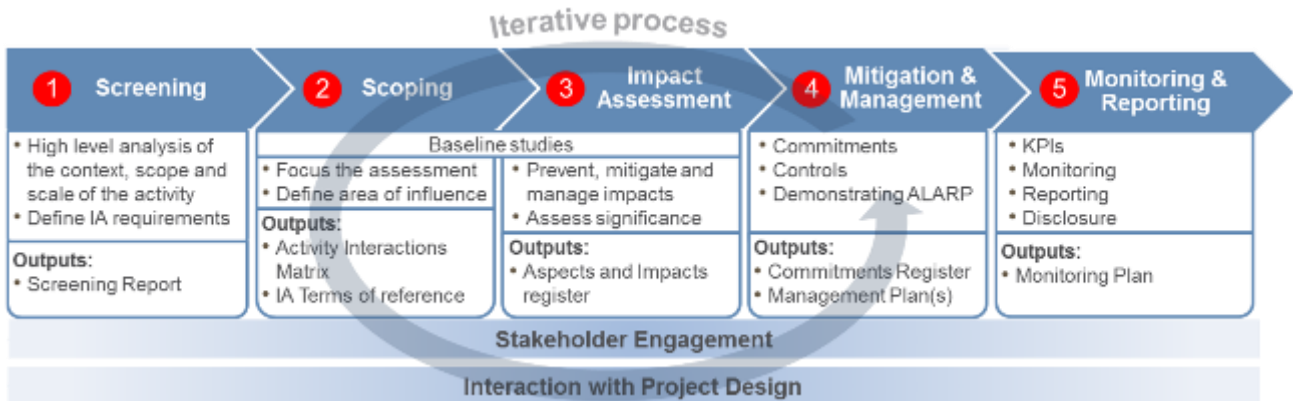 Iterative process
1 Screening
2 Scoping
3 Impact
Assessment
4 Mitigation &
Management
5 Monitoring &
Reporting
• High level analysis of
the context, scope and
scale of the activity
• Define IA requirements
Outputs:
• Screening Report
Baseline studies
• Focus the assessment
• Define area of influence
Outputs:
• Activity Interactions
Matrix
• IA Terms of reference
• Prevent, mitigate and
manage impacts
• Assess significance
Outputs:
• Aspects and Impacts
register
• Commitments
• Controls
• Demonstrating ALARP
Outputs:
• Commitments Register
• Management Plan(s)
• KPIs
• Monitoring
• Reporting
• Disclosure
Outputs:
• Monitoring Plan
Stakeholder Engagement
Interaction with Project Design